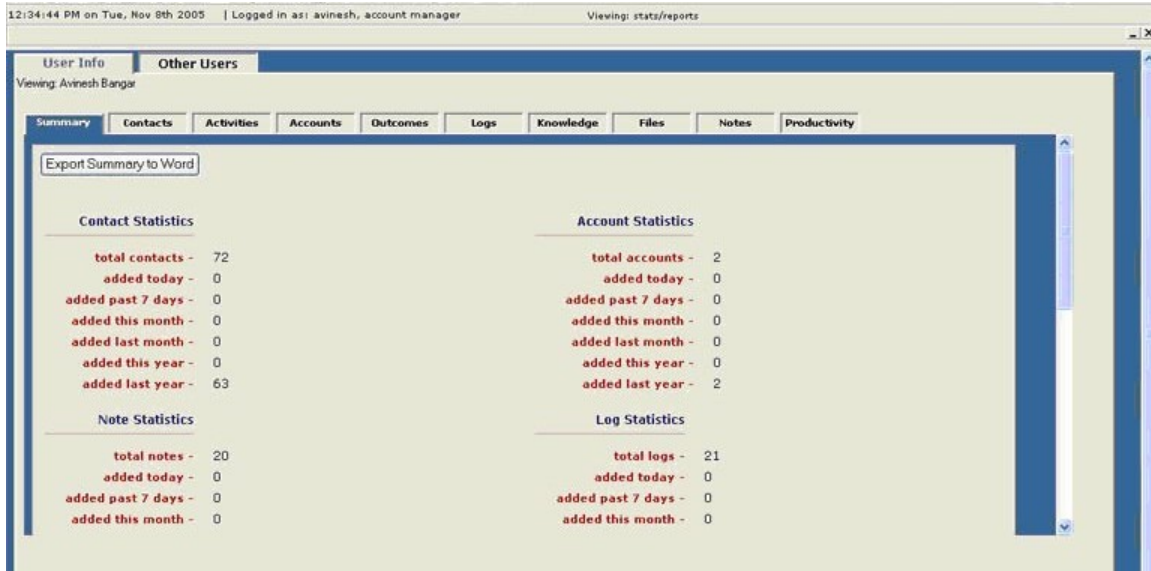 12:34:44 PM on Tue, Nov 8th 2005 | Logged in as: avinesh, account manager Viewing: stats/reports
User Info Other Users
Viewing: Avinesh Bangar
Summary Contacts Activities Accounts Outcomes Logs Knowledge Files Notes Productivity
Export Summary to Word
Contact Statistics Account Statistics
total contacts - 72 total accounts - 2
added today - 0 added today - 0
added past 7 days - 0 added past 7 days - 0
added this month - 0 added this month - 0
added last month - 0 added last month - 0
added this year - 0 added this year - 0
added last year - 63 added last year - 2
Note Statistics Log Statistics
total notes - 20 total logs - 21
added today - 0 added today - 0
added past 7 days - 0 added past 7 days - 0
added this month - 0 added this month - 0